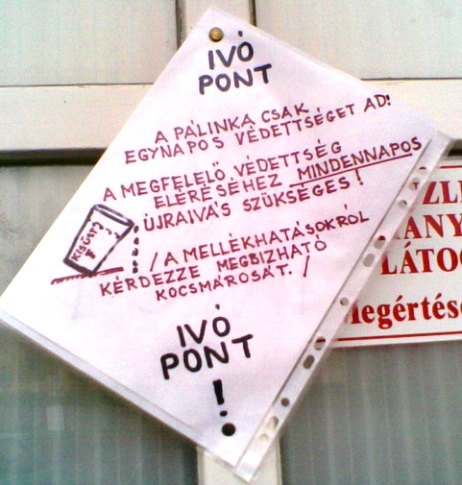 IVÓ
PONT
A PÁLINKA CSAK
EGYNAPOS VÉDETTSÉGET AD!
A MEGFELELŐ VÉDETTSÉG
ELÉRÉSÉHEZ MINDENNAPOS
ÚJRAIVÁS SZÜKSÉGES!
/A MELLÉKHATÁSOKRÓL
KÉRDEZZE MEGBIZHATÓ
KOCSMÁROSÁT./
IVÓ
PONT
!
LÁTO